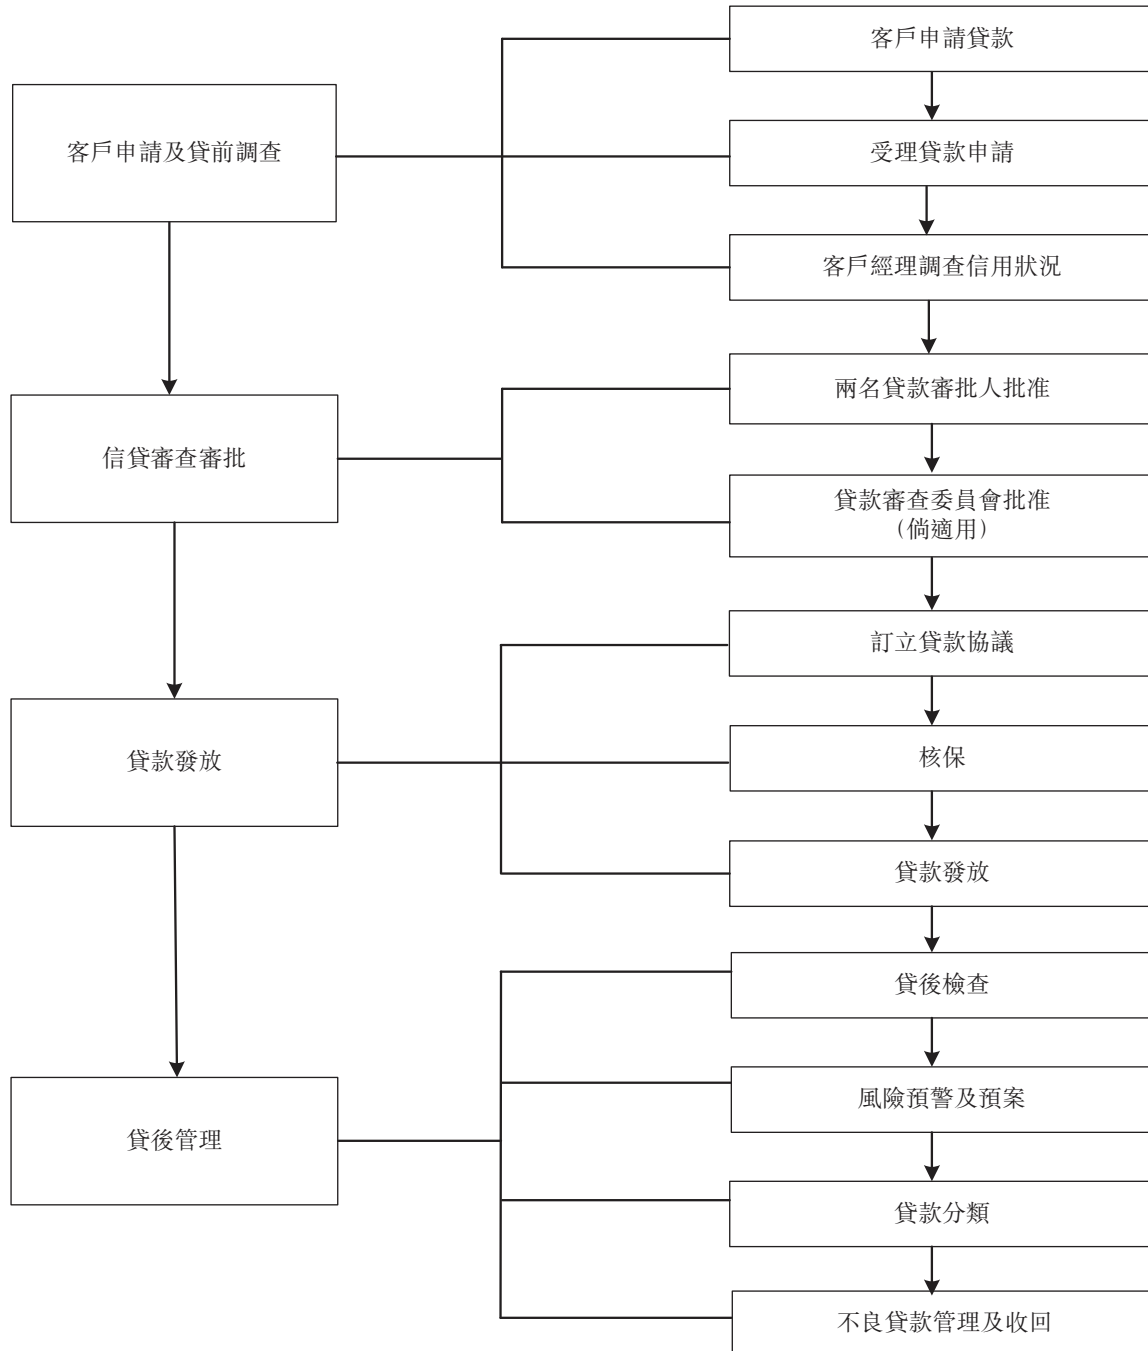 客戶申請及貸前調查
客戶申請貸款
受理貸款申請
客戶經理調查信用狀況
信貸審查審批
兩名貸款審批人批准
貸款審查委員會批准
（倘適用）
貸款發放
訂立貸款協議
核保
貸款發放
貸後管理
貸後檢查
風險預警及預案
貸款分類
不良貸款管理及收回